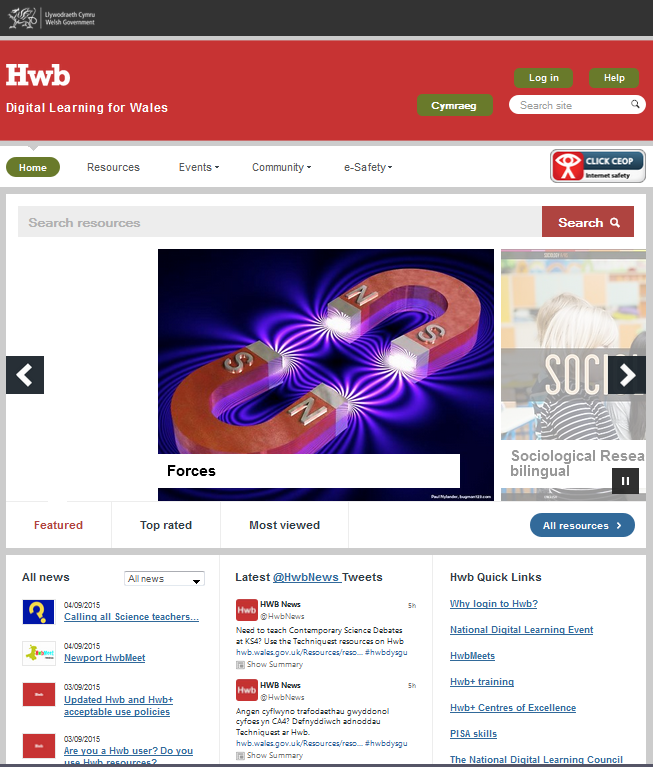 Llywodraeth Cymru
Welsh Government
Hwb
Digital Learning for Wales
Log in
Help
Cymraeg
Search site
Home
Resources
Events
Community
e-Safety
CLICK CEOP
Internet safety
Search resources
Search
N
S
S
N
Forces
Paul Nylander, bugman123.com
SOCI
Sociological Resea
bilingual
Featured
Top rated
Most viewed
All resources
All news
All news
04/09/2015
Calling all Science teachers...
04/09/2015
Newport HwbMeet
03/09/2015
Updated Hwb and Hwb+
acceptable use policies
03/09/2015
Are you a Hwb user? Do you
use Hwb resources?
Latest @HwbNews Tweets
Hwb
HWB News
5h
@HwbNews
Need to teach Contemporary Science Debates
at KS4? Use the Techniquest resources on Hwb
hwb.wales.gov.uk/Resources/reso... #hwbdysgu
Show Summary
Hwb
HWB News
5h
@HwbNews
Angen cyflwyno trafodaethau gwyddonol
cyfoes yn CA4? Defnyddiwch adnoddau
Techniquest ar Hwb.
hwb.wales.gov.uk/Resources/reso... #hwbdysgu
Show Summary
Hwb Quick Links
Why login to Hwb?
National Digital Learning Event
HwbMeets
Hwb+ training
Hwb+ Centres of Excellence
PISA skills
The National Digital Learning Council